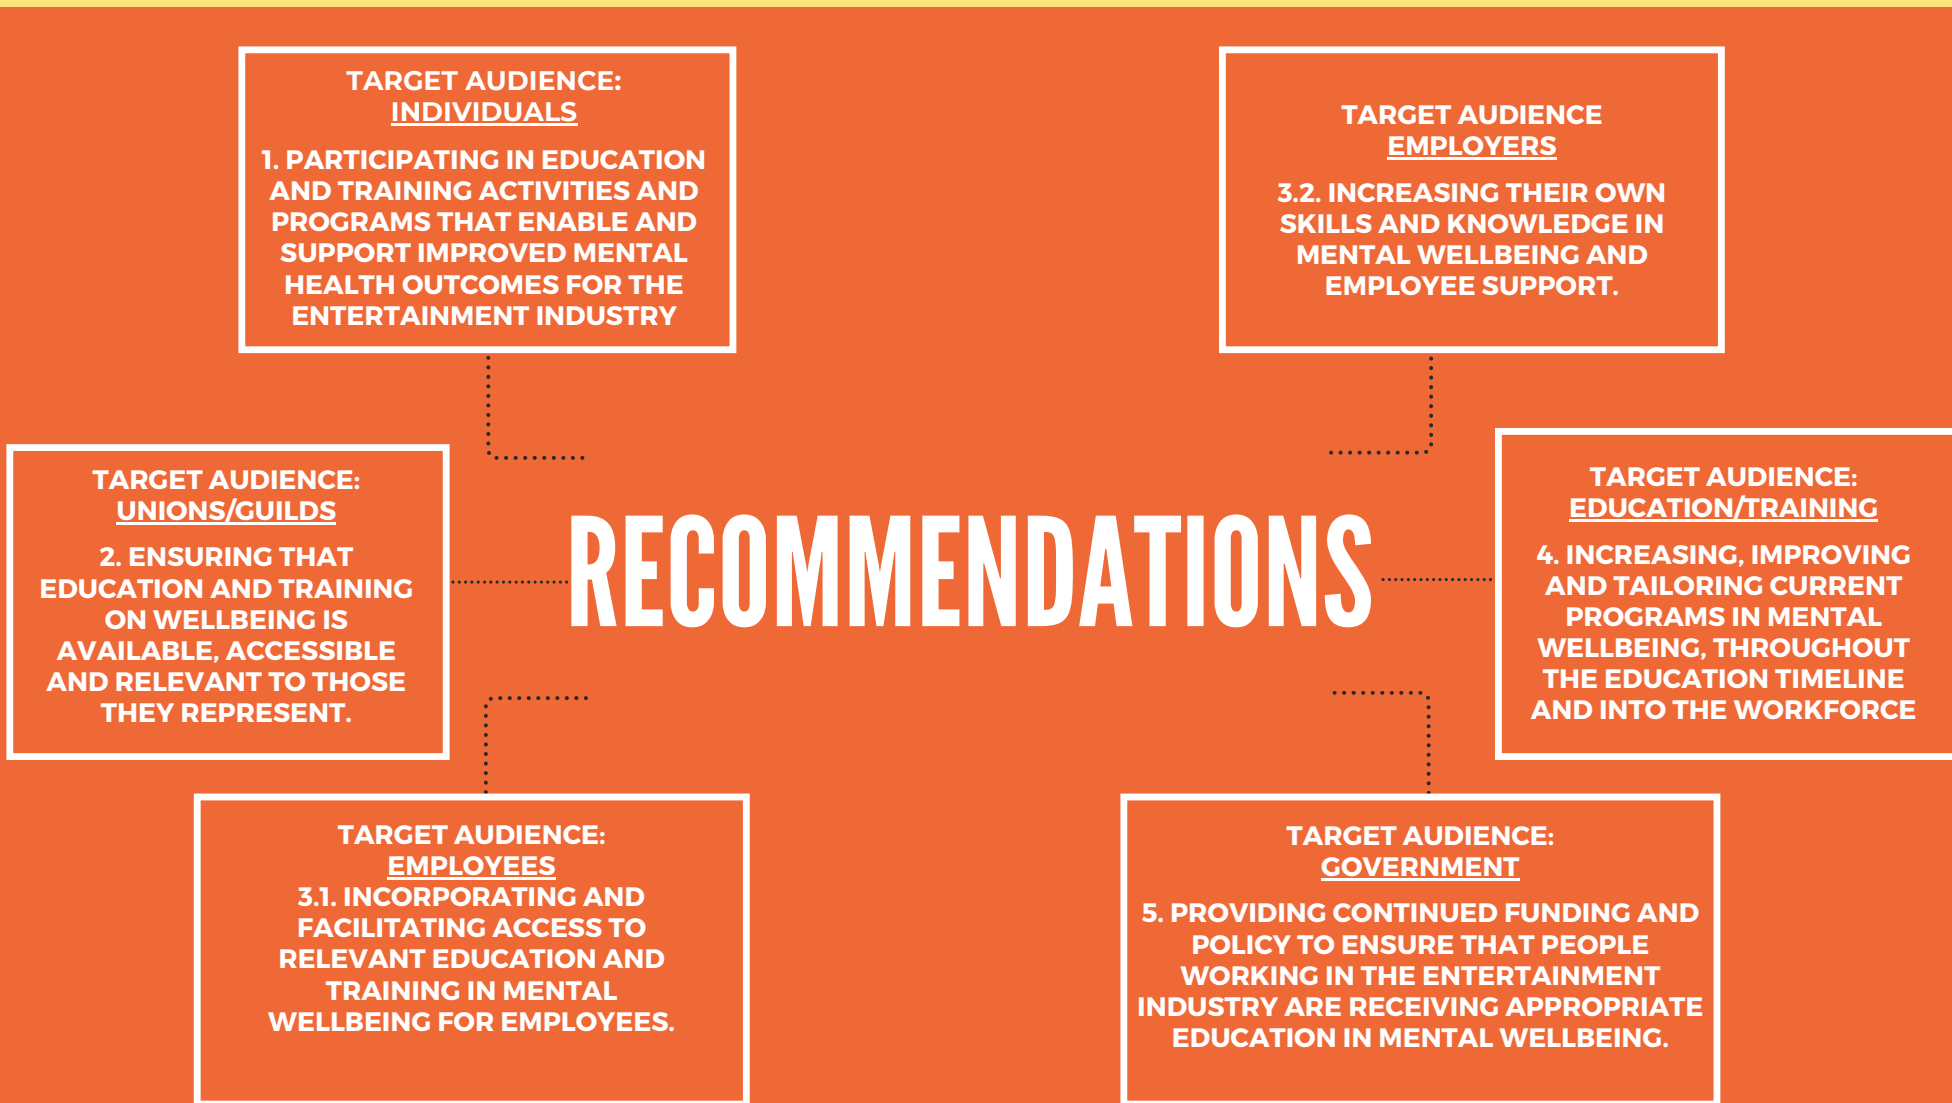 TARGET AUDIENCE:
INDIVIDUALS
1. PARTICIPATING IN EDUCATION
AND TRAINING ACTIVITIES AND
PROGRAMS THAT ENABLE AND
SUPPORT IMPROVED MENTAL
HEALTH OUTCOMES FOR THE
ENTERTAINMENT INDUSTRY
TARGET AUDIENCE
EMPLOYERS
3.2. INCREASING THEIR OWN
SKILLS AND KNOWLEDGE IN
MENTAL WELLBEING AND
EMPLOYEE SUPPORT.
TARGET AUDIENCE:
UNIONS/GUILDS
2. ENSURING THAT
EDUCATION AND TRAINING
ON WELLBEING IS
AVAILABLE, ACCESSIBLE
AND RELEVANT TO THOSE
THEY REPRESENT.
RECOMMENDATIONS
TARGET AUDIENCE:
EDUCATION/TRAINING
4. INCREASING, IMPROVING
AND TAILORING CURRENT
PROGRAMS IN MENTAL
WELLBEING, THROUGHOUT
THE EDUCATION TIMELINE
AND INTO THE WORKFORCE
TARGET AUDIENCE:
EMPLOYEES
3.1. INCORPORATING AND
FACILITATING ACCESS TO
RELEVANT EDUCATION AND
TRAINING IN MENTAL
WELLBEING FOR EMPLOYEES.
TARGET AUDIENCE:
GOVERNMENT
5. PROVIDING CONTINUED FUNDING AND
POLICY TO ENSURE THAT PEOPLE
WORKING IN THE ENTERTAINMENT
INDUSTRY ARE RECEIVING APPROPRIATE
EDUCATION IN MENTAL WELLBEING.